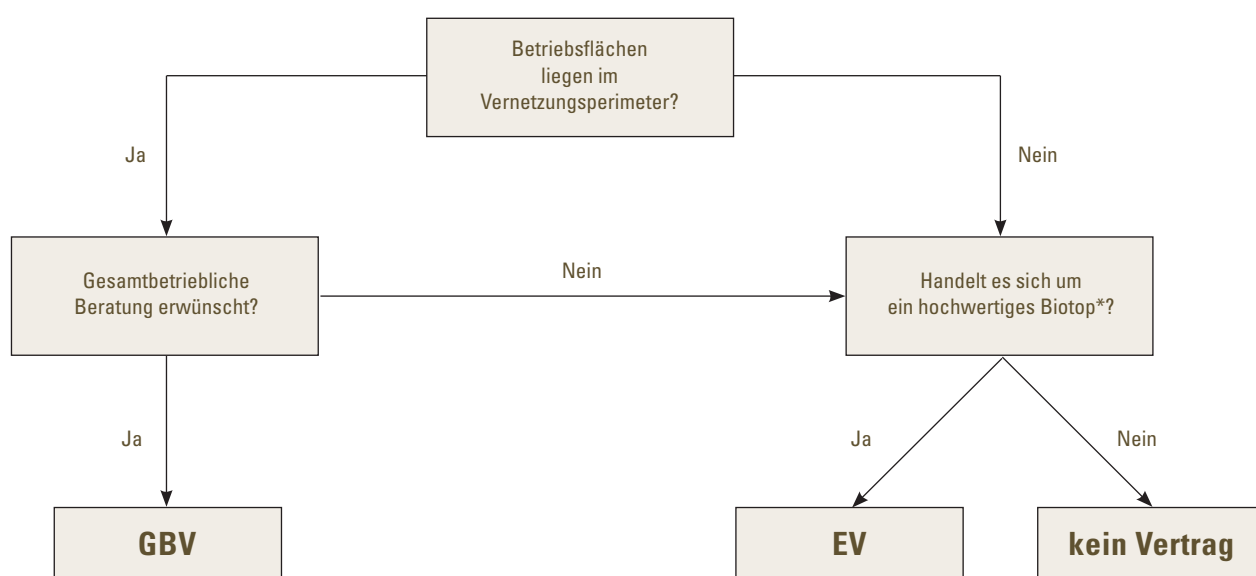 Betriebsflächen
liegen im
Vernetzungsperimeter?
Ja
Nein
Gesamtbetriebliche
Beratung erwünscht?
Nein
Handelt es sich um
ein hochwertiges Biotop*?
Ja
Ja
Nein
GBV
EV
kein Vertrag